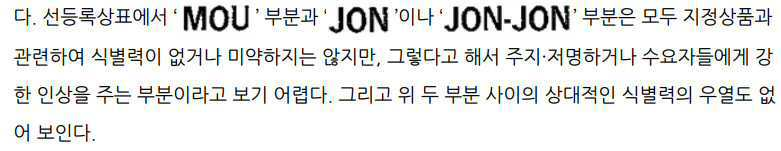 다. 선등록상표에서 ‘MOU’ 부분과 ‘JON’이나 ‘JON-JON’ 부분은 모두 지정상품과
관련하여 식별력이 없거나 미약하지는 않지만, 그렇다고 해서 주지·저명하거나 수요자들에게 강
한 인상을 주는 부분이라고 보기 어렵다. 그리고 위 두 부분 사이의 상대적인 식별력의 우열도 없
어 보인다.